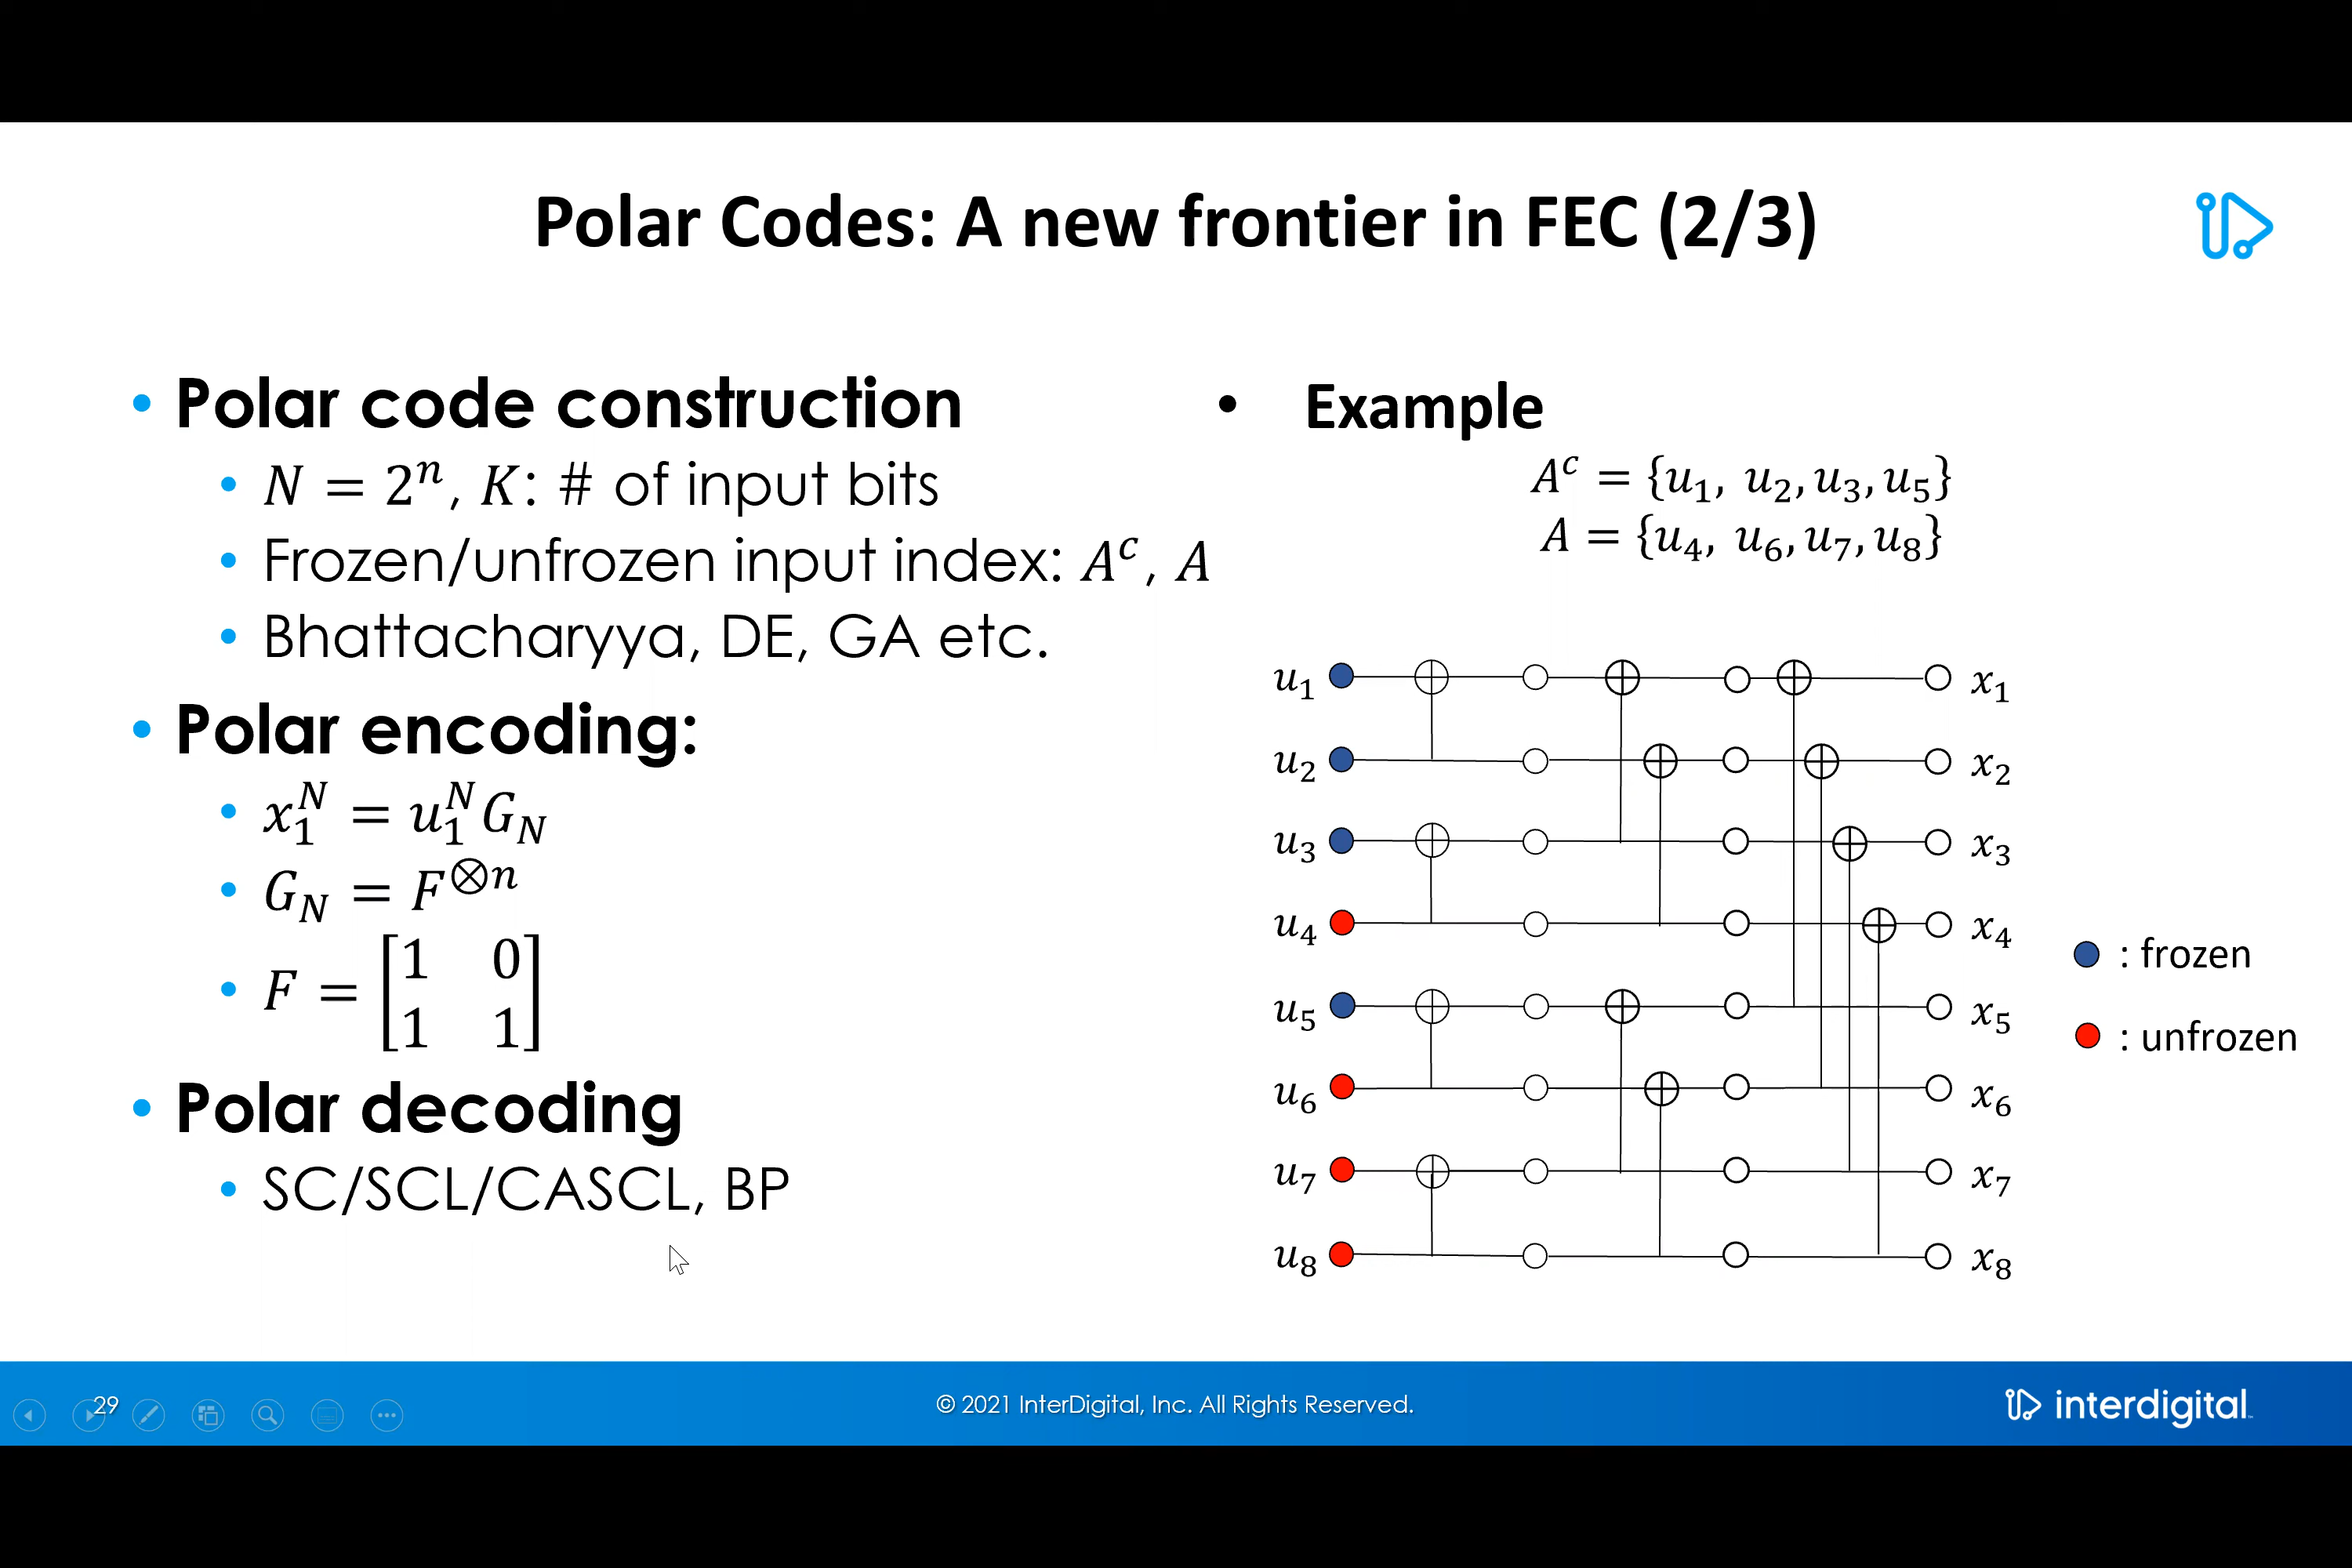 Polar Codes: A new frontier in FEC (2/3)
• Polar code construction
• N = 2ⁿ, K: # of input bits
• Frozen/unfrozen input index: Aᶜ, A
• Bhattacharyya, DE, GA etc.
• Polar encoding:
• x₁ᴺ = u₁ᴺ G_N
• G_N = F^⊗n
• F = [1 0
1 1]
• Polar decoding
• SC/SCL/CASCL, BP
• Example
Aᶜ = {u₁, u₂, u₃, u₅}
A = {u₄, u₆, u₇, u₈}
u₁ x₁
u₂ x₂
u₃ x₃
u₄ x₄
: frozen
u₅ x₅
: unfrozen
u₆ x₆
u₇ x₇
u₈ x₈
29
© 2021 InterDigital, Inc. All Rights Reserved.
interdigital